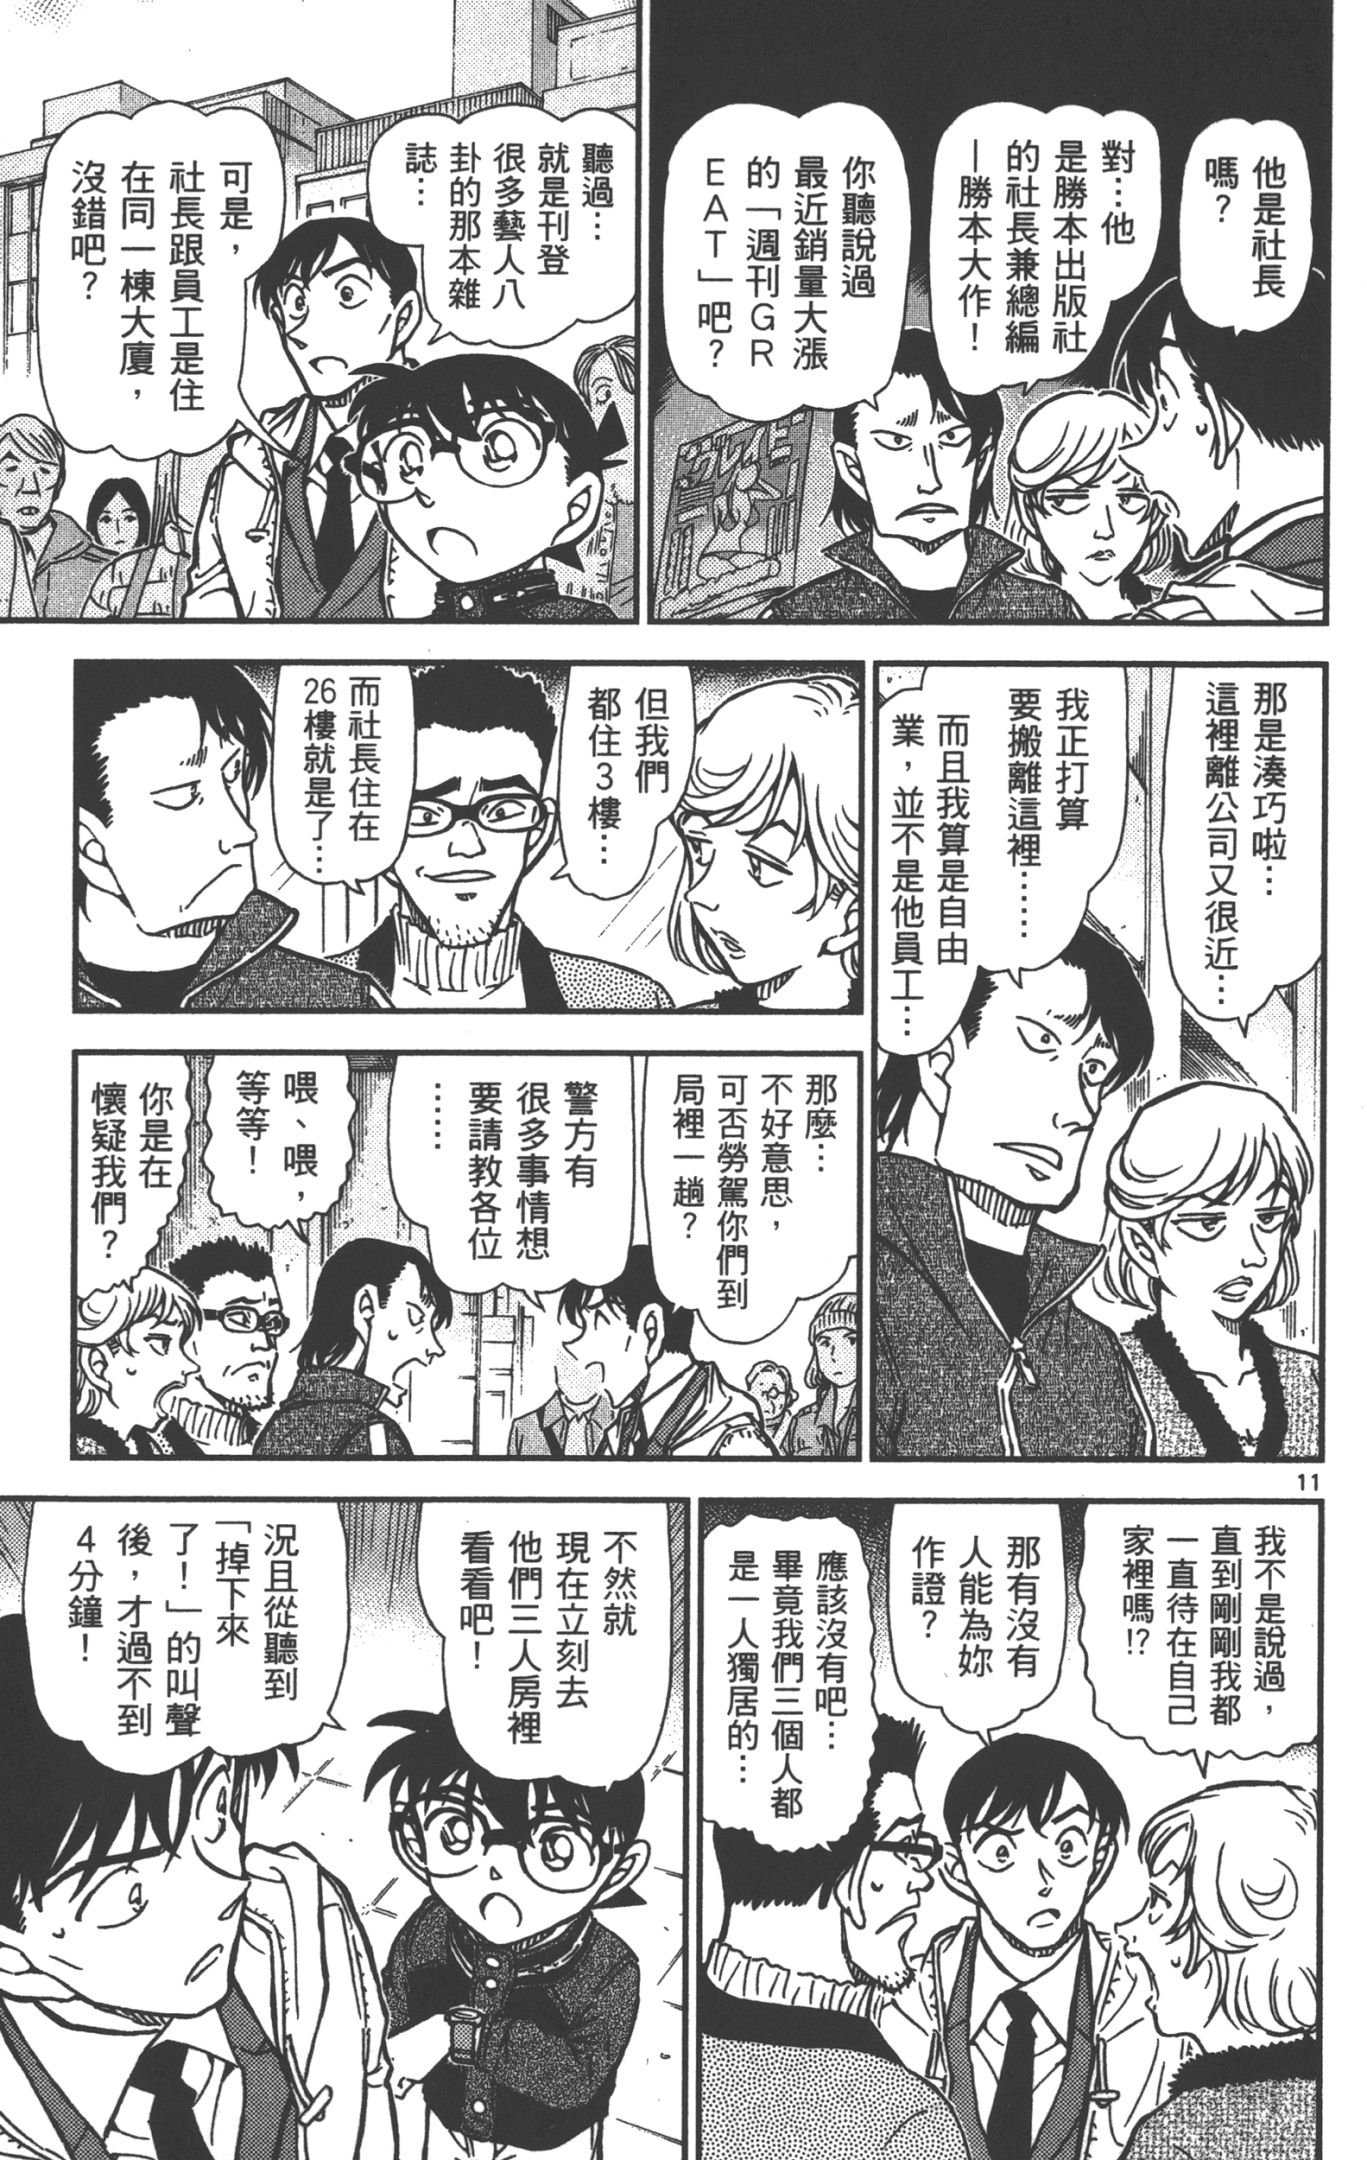 他是社長
嗎？
對…他
是勝本出版社
的社長兼總編
—勝本大作！
你聽說過
最近銷量大漲
的「週刊GR
EAT」吧？
聽過…
就是刊登
很多藝人八
卦的那本雜
誌…
可是，
社長跟員工是住
在同一棟大廈，
沒錯吧？
那是湊巧啦…
這裡離公司又很近…
我正打算
要搬離這裡……
而且我算是自由
業，並不是他員工…
但我們
都住3樓…
而社長住在
26樓就是了…
那麼…
不好意思，
可否勞駕你們到
局裡一趟？
警方有
很多事情想
要請教各位
……
喂、喂，
等等！
你是在
懷疑我們？
11
我不是說過，
直到剛剛我都
一直待在自己
家裡嗎!?
那有沒有
人能為妳
作證？
應該沒有吧…
畢竟我們三個人都
是一人獨居的…
不然就
現在立刻去
他們三人房裡
看看吧！
況且從聽到
「掉下來
了！」的叫聲
後，才過不到
4分鐘！